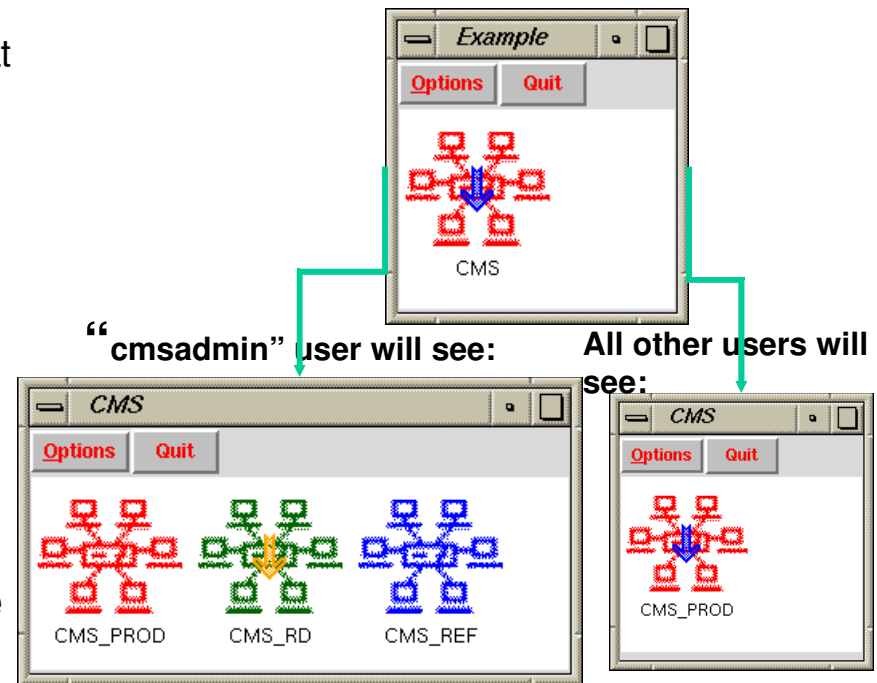 Example
Options Quit
CMS
“cmsadmin” user will see:
All other users will
see:
CMS
Options Quit
CMS_PROD CMS_RD CMS_REF
CMS
Options Quit
CMS_PROD